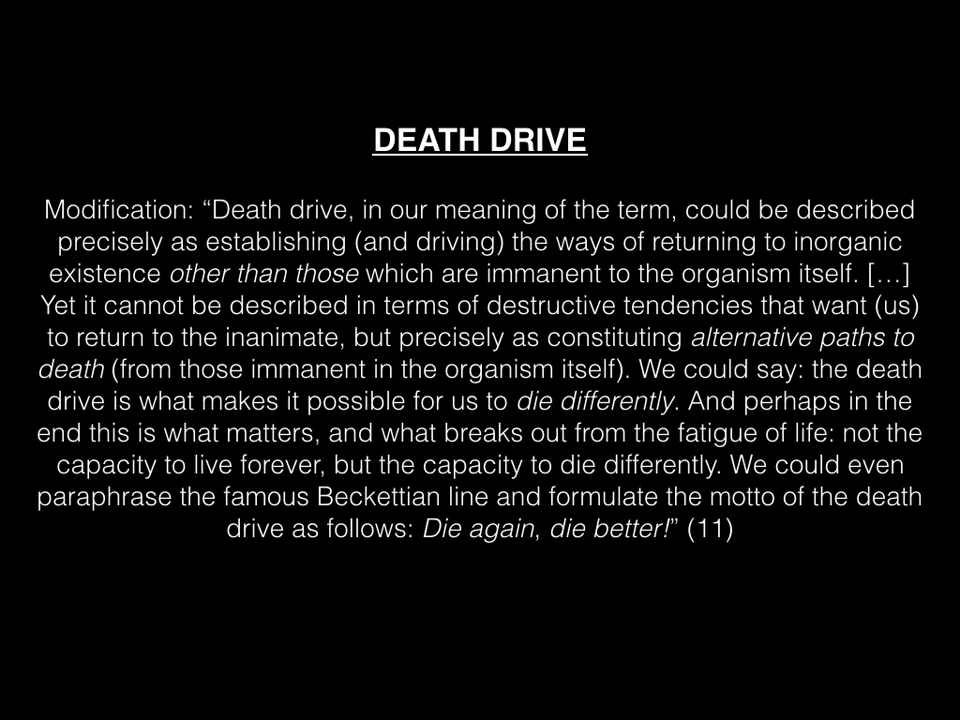 DEATH DRIVE
Modification: “Death drive, in our meaning of the term, could be described
precisely as establishing (and driving) the ways of returning to inorganic
existence other than those which are immanent to the organism itself. […]
Yet it cannot be described in terms of destructive tendencies that want (us)
to return to the inanimate, but precisely as constituting alternative paths to
death (from those immanent in the organism itself). We could say: the death
drive is what makes it possible for us to die differently. And perhaps in the
end this is what matters, and what breaks out from the fatigue of life: not the
capacity to live forever, but the capacity to die differently. We could even
paraphrase the famous Beckettian line and formulate the motto of the death
drive as follows: Die again, die better!” (11)